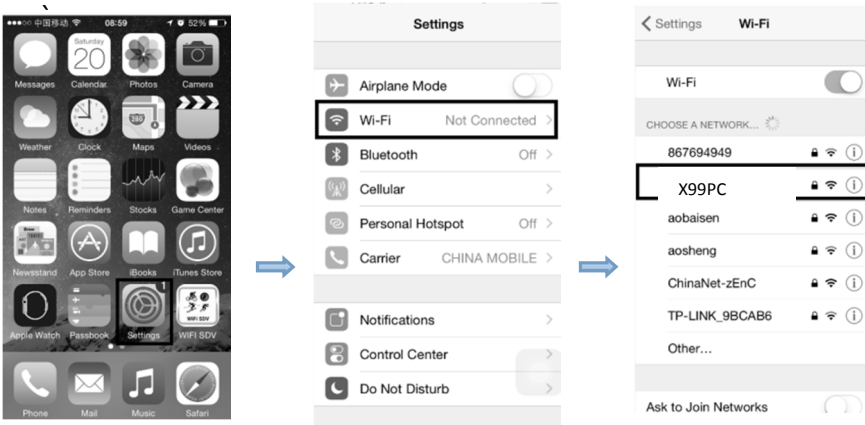 中国移动 08:59 52%
Saturday
20
Messages Calendar Photos Camera
280
Weather Clock Maps Videos
Notes Reminders Stocks Game Center
Newsstand App Store iBooks iTunes Store
1
WIFI SDV
Apple Watch Passbook Settings WIFI SDV
Phone Mail Music Safari
Settings
Airplane Mode
Wi-Fi Not Connected
Bluetooth Off
Cellular
Personal Hotspot Off
Carrier CHINA MOBILE
Notifications
Control Center
Do Not Disturb
Settings Wi-Fi
Wi-Fi
CHOOSE A NETWORK...
867694949
X99PC
aobaisen
aosheng
ChinaNet-zEnC
TP-LINK_9BCAB6
Other...
Ask to Join Networks